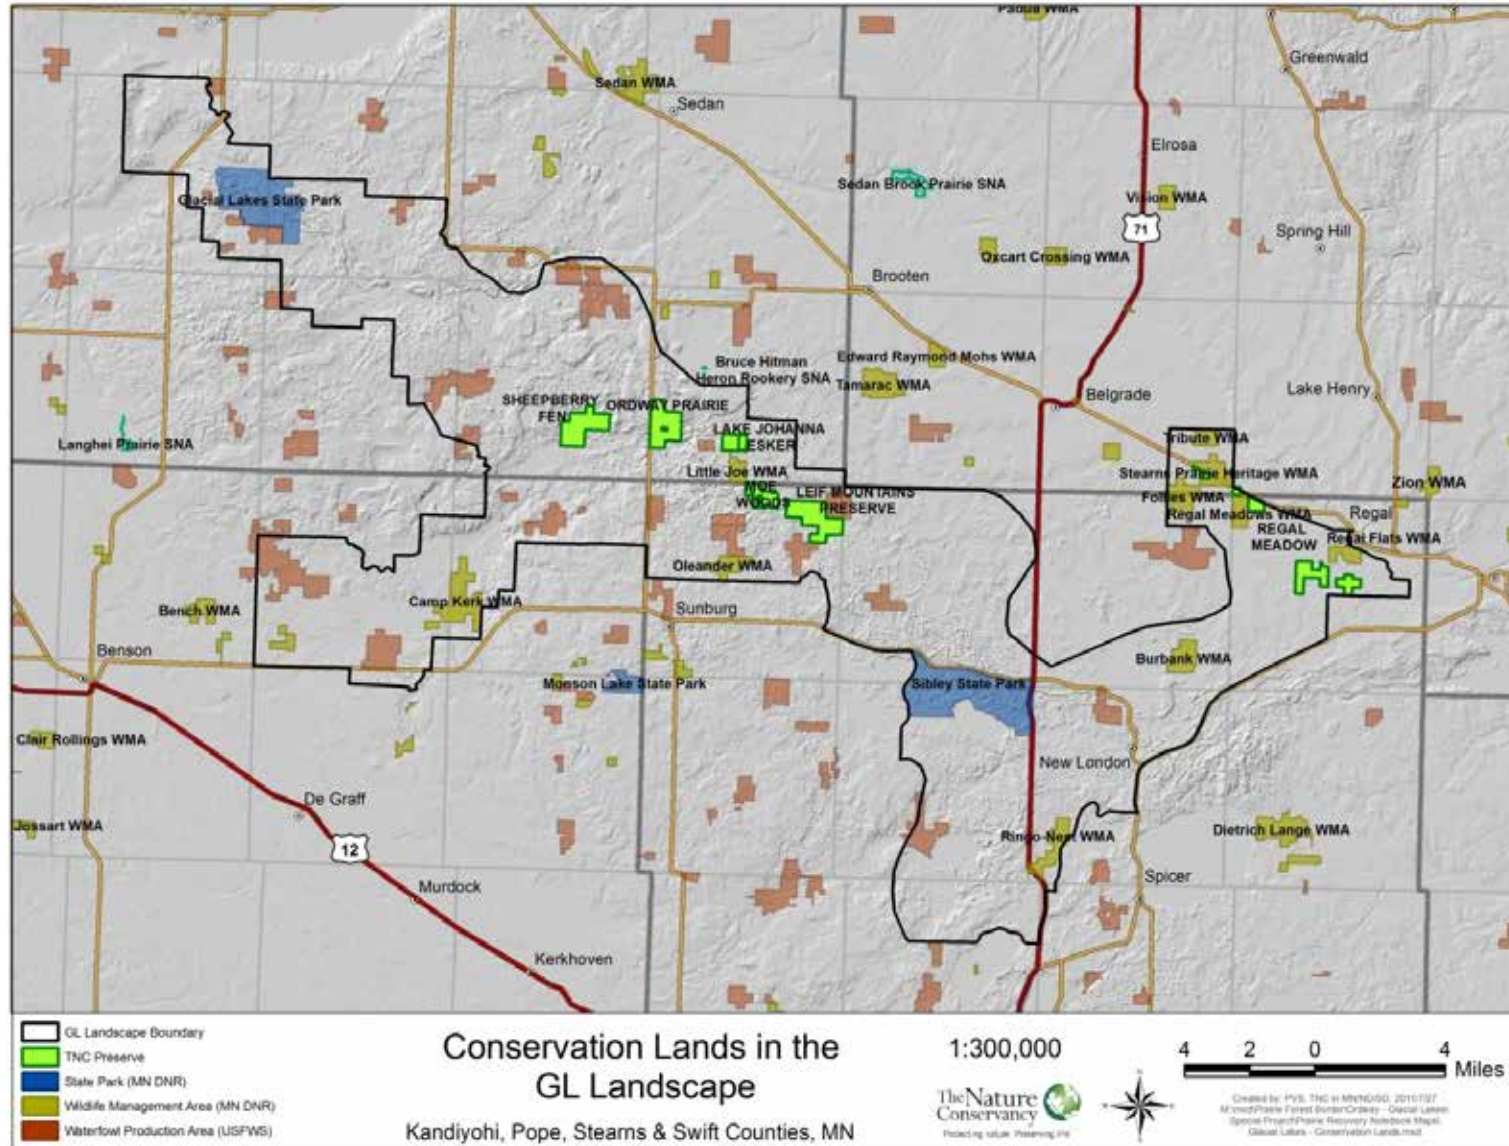 Padua WMA
Greenwald
Sedan WMA
Sedan
Elrosa
Sedan Brook Prairie SNA
Glacial Lakes State Park
Vision WMA
71
Spring Hill
Oxcart Crossing WMA
Brooten
Bruce Hitman
Heron Rookery SNA
Edward Raymond Mohs WMA
Tamarac WMA
Belgrade
Lake Henry
SHEEPBERRY
FEN
ORDWAY PRAIRIE
LAKE JOHANNA
ESKER
Langhei Prairie SNA
Tribute WMA
Little Joe WMA
Stearns Prairie Heritage WMA
Zion WMA
MOE
WOODS
LEIF MOUNTAINS
PRESERVE
Follies WMA
Regal Meadows WMA
Regal
REGAL
MEADOW
Regal Flats WMA
Oleander WMA
Camp Kerk WMA
Bench WMA
Sunburg
Benson
Burbank WMA
Monson Lake State Park
Sibley State Park
Clair Rollings WMA
New London
De Graff
Jossart WMA
Ringo-Nest WMA
Dietrich Lange WMA
12
Murdock
Spicer
Kerkhoven
GL Landscape Boundary
TNC Preserve
State Park (MN DNR)
Wildlife Management Area (MN DNR)
Waterfowl Production Area (USFWS)
Conservation Lands in the
GL Landscape
Kandiyohi, Pope, Stearns & Swift Counties, MN
1:300,000
The Nature
Conservancy
Protecting nature. Preserving life.
4 2 0 4
Miles